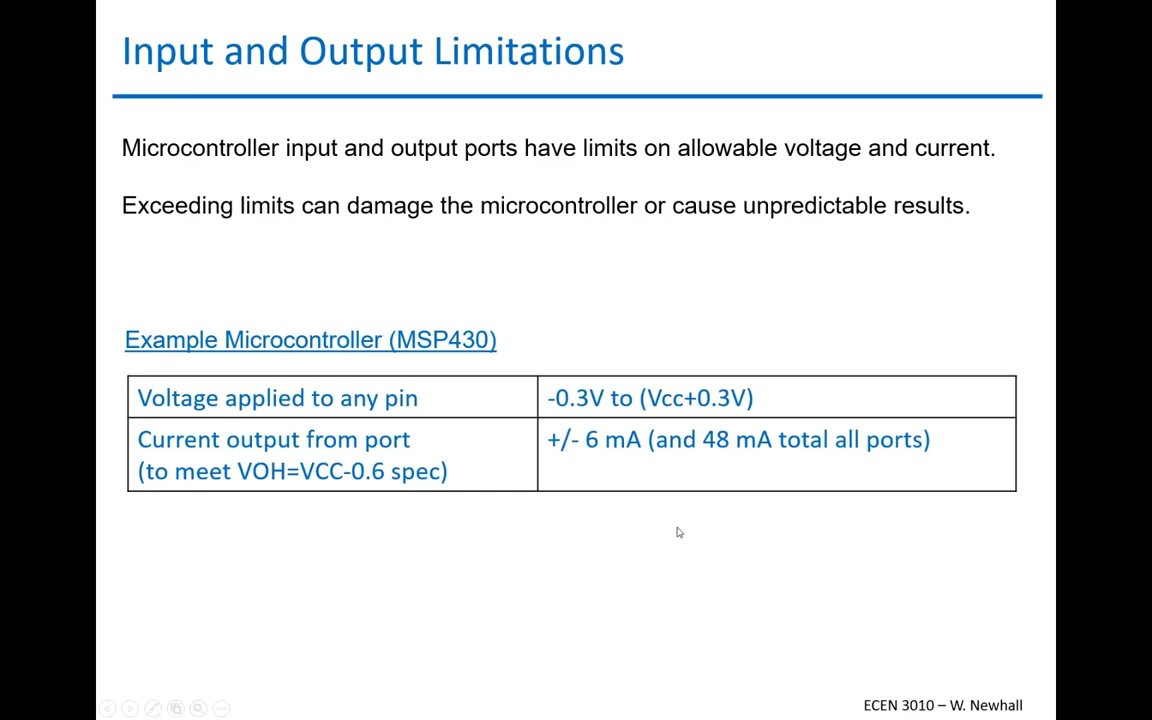 Input and Output Limitations
Microcontroller input and output ports have limits on allowable voltage and current.
Exceeding limits can damage the microcontroller or cause unpredictable results.
Example Microcontroller (MSP430)
Voltage applied to any pin
-0.3V to (Vcc+0.3V)
Current output from port
(to meet VOH=VCC-0.6 spec)
+/- 6 mA (and 48 mA total all ports)
ECEN 3010 – W. Newhall